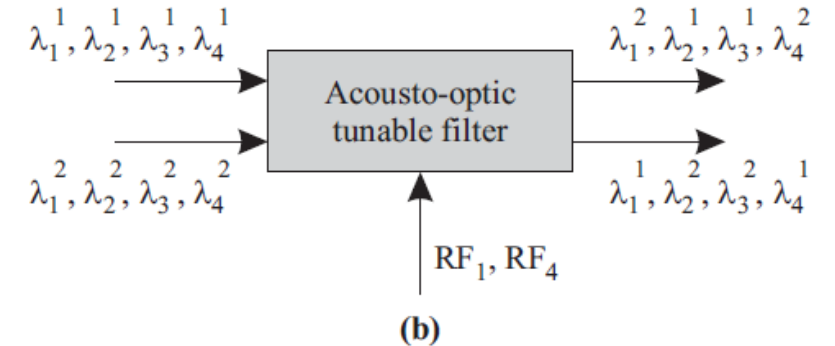 λ₁¹, λ₂¹, λ₃¹, λ₄¹
λ₁², λ₂¹, λ₃¹, λ₄²
Acousto-optic
tunable filter
λ₁², λ₂², λ₃², λ₄²
λ₁¹, λ₂², λ₃², λ₄¹
RF₁, RF₄
(b)